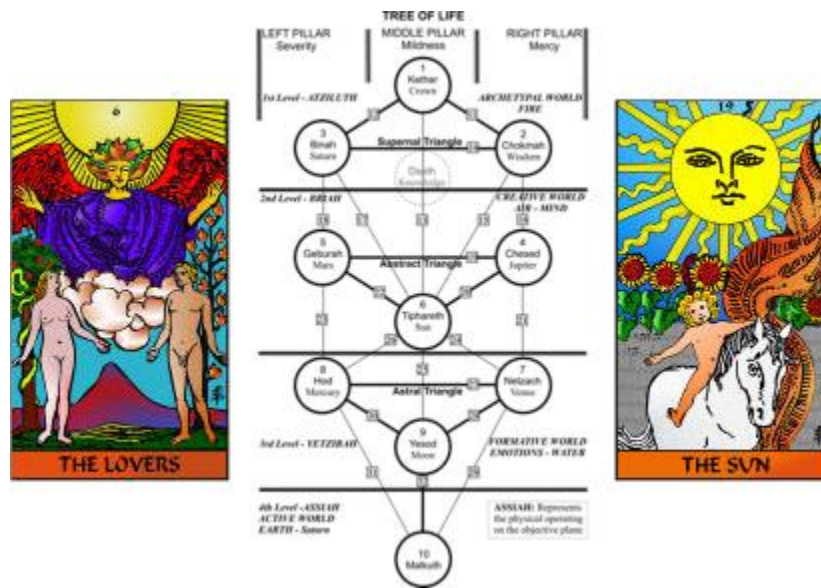 TREE OF LIFE
LEFT PILLAR
Severity
MIDDLE PILLAR
Mildness
RIGHT PILLAR
Mercy
1
Kether
Crown
1st Level - ATZILUTH
ARCHETYPAL WORLD
FIRE
3
Binah
Saturn
Supernal Triangle
2
Chokmah
Wisdom
Daath
Knowledge
2nd Level - BRIAH
CREATIVE WORLD
AIR - MIND
5
Geburah
Mars
Abstract Triangle
4
Chesed
Jupiter
6
Tiphareth
Sun
8
Hod
Mercury
Astral Triangle
7
Netzach
Venus
9
Yesod
Moon
3rd Level - YETZIRAH
FORMATIVE WORLD
EMOTIONS - WATER
4th Level - ASSIAH
ACTIVE WORLD
EARTH - Saturn
ASSIAH: Represents
the physical operating
on the objective plane
10
Malkuth
6
THE LOVERS
19
THE SUN